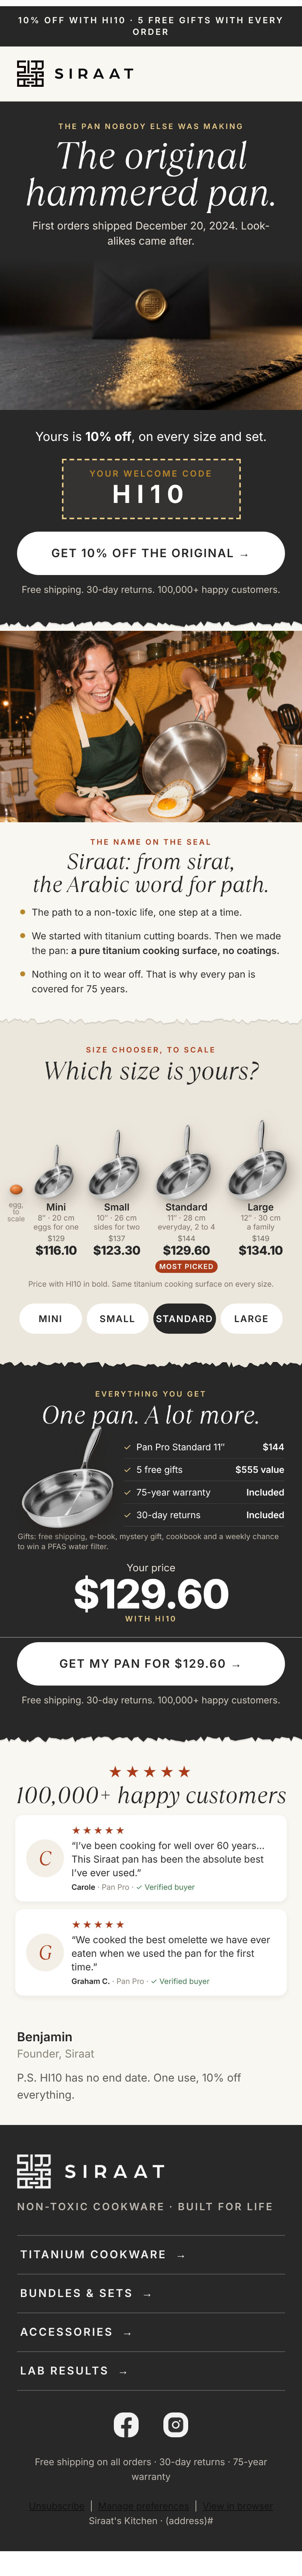 10% OFF WITH HI10 · 5 FREE GIFTS WITH EVERY
ORDER
SIRAAT
THE PAN NOBODY ELSE WAS MAKING
The original
hammered pan.
First orders shipped December 20, 2024. Look-
alikes came after.
Yours is 10% off, on every size and set.
YOUR WELCOME CODE
HI10
GET 10% OFF THE ORIGINAL →
Free shipping. 30-day returns. 100,000+ happy customers.
THE NAME ON THE SEAL
Siraat: from sirat,
the Arabic word for path.
The path to a non-toxic life, one step at a time.
We started with titanium cutting boards. Then we made
the pan: a pure titanium cooking surface, no coatings.
Nothing on it to wear off. That is why every pan is
covered for 75 years.
SIZE CHOOSER, TO SCALE
Which size is yours?
egg,
to
scale
Mini
8″ · 20 cm
eggs for one
$129
$116.10
Small
10″ · 26 cm
sides for two
$137
$123.30
Standard
11″ · 28 cm
everyday, 2 to 4
$144
$129.60
MOST PICKED
Large
12″ · 30 cm
a family
$149
$134.10
Price with HI10 in bold. Same titanium cooking surface on every size.
MINI
SMALL
STANDARD
LARGE
EVERYTHING YOU GET
One pan. A lot more.
✓ Pan Pro Standard 11″ $144
✓ 5 free gifts $555 value
✓ 75-year warranty Included
✓ 30-day returns Included
Gifts: free shipping, e-book, mystery gift, cookbook and a weekly chance
to win a PFAS water filter.
Your price
$129.60
WITH HI10
GET MY PAN FOR $129.60 →
Free shipping. 30-day returns. 100,000+ happy customers.
★★★★★
100,000+ happy customers
★★★★★
C
“I’ve been cooking for well over 60 years...
This Siraat pan has been the absolute best
I’ve ever used.”
Carole · Pan Pro · ✓ Verified buyer
★★★★★
G
“We cooked the best omelette we have ever
eaten when we used the pan for the first
time.”
Graham C. · Pan Pro · ✓ Verified buyer
Benjamin
Founder, Siraat
P.S. HI10 has no end date. One use, 10% off
everything.
SIRAAT
NON-TOXIC COOKWARE · BUILT FOR LIFE
TITANIUM COOKWARE →
BUNDLES & SETS →
ACCESSORIES →
LAB RESULTS →
Free shipping on all orders · 30-day returns · 75-year
warranty
Unsubscribe | Manage preferences | View in browser
Siraat's Kitchen · (address)#